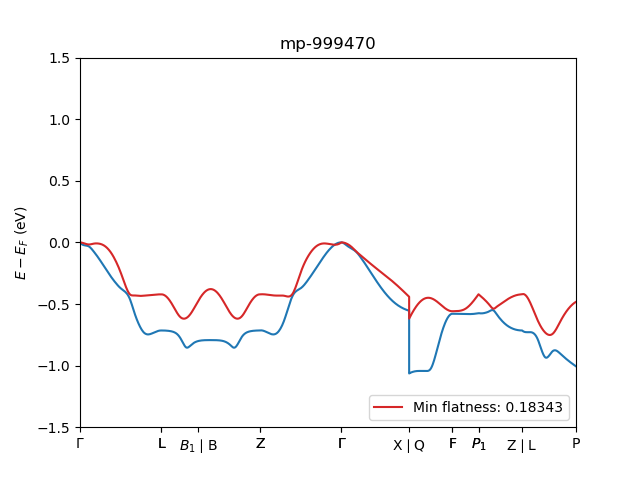 mp-999470
E − E_F (eV)
1.5
1.0
0.5
0.0
−0.5
−1.0
−1.5
Min flatness: 0.18343
Γ L B₁ | B Z Γ X | Q F P₁ Z | L P